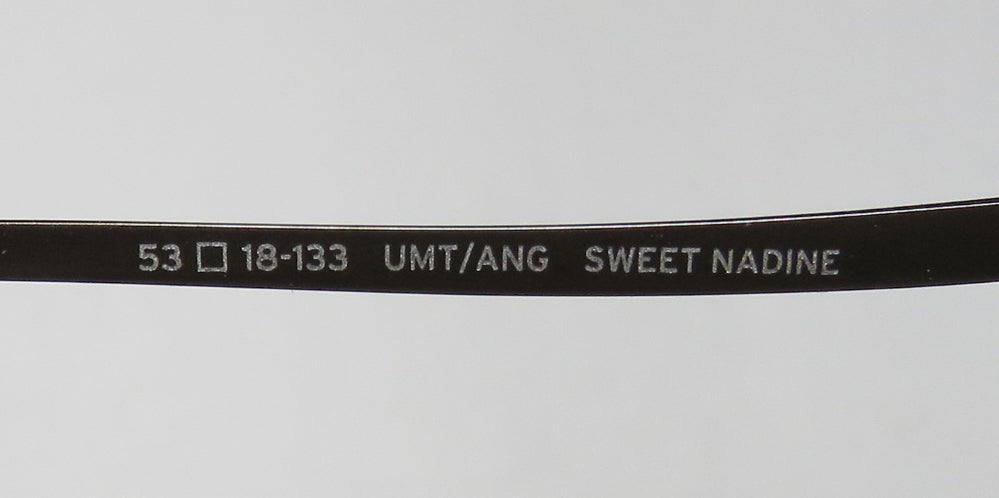 53 □ 18-133 UMT/ANG SWEET NADINE